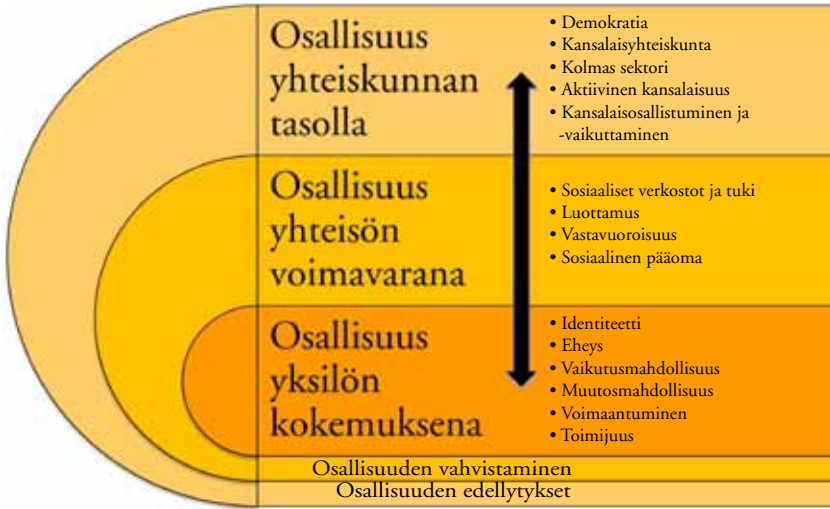 Osallisuus
yhteiskunnan
tasolla
• Demokratia
• Kansalaisyhteiskunta
• Kolmas sektori
• Aktiivinen kansalaisuus
• Kansalaisosallistuminen ja
-vaikuttaminen
Osallisuus
yhteisön
voimavarana
• Sosiaaliset verkostot ja tuki
• Luottamus
• Vastavuoroisuus
• Sosiaalinen pääoma
Osallisuus
yksilön
kokemuksena
• Identiteetti
• Eheys
• Vaikutusmahdollisuus
• Muutosmahdollisuus
• Voimaantuminen
• Toimijuus
Osallisuuden vahvistaminen
Osallisuuden edellytykset